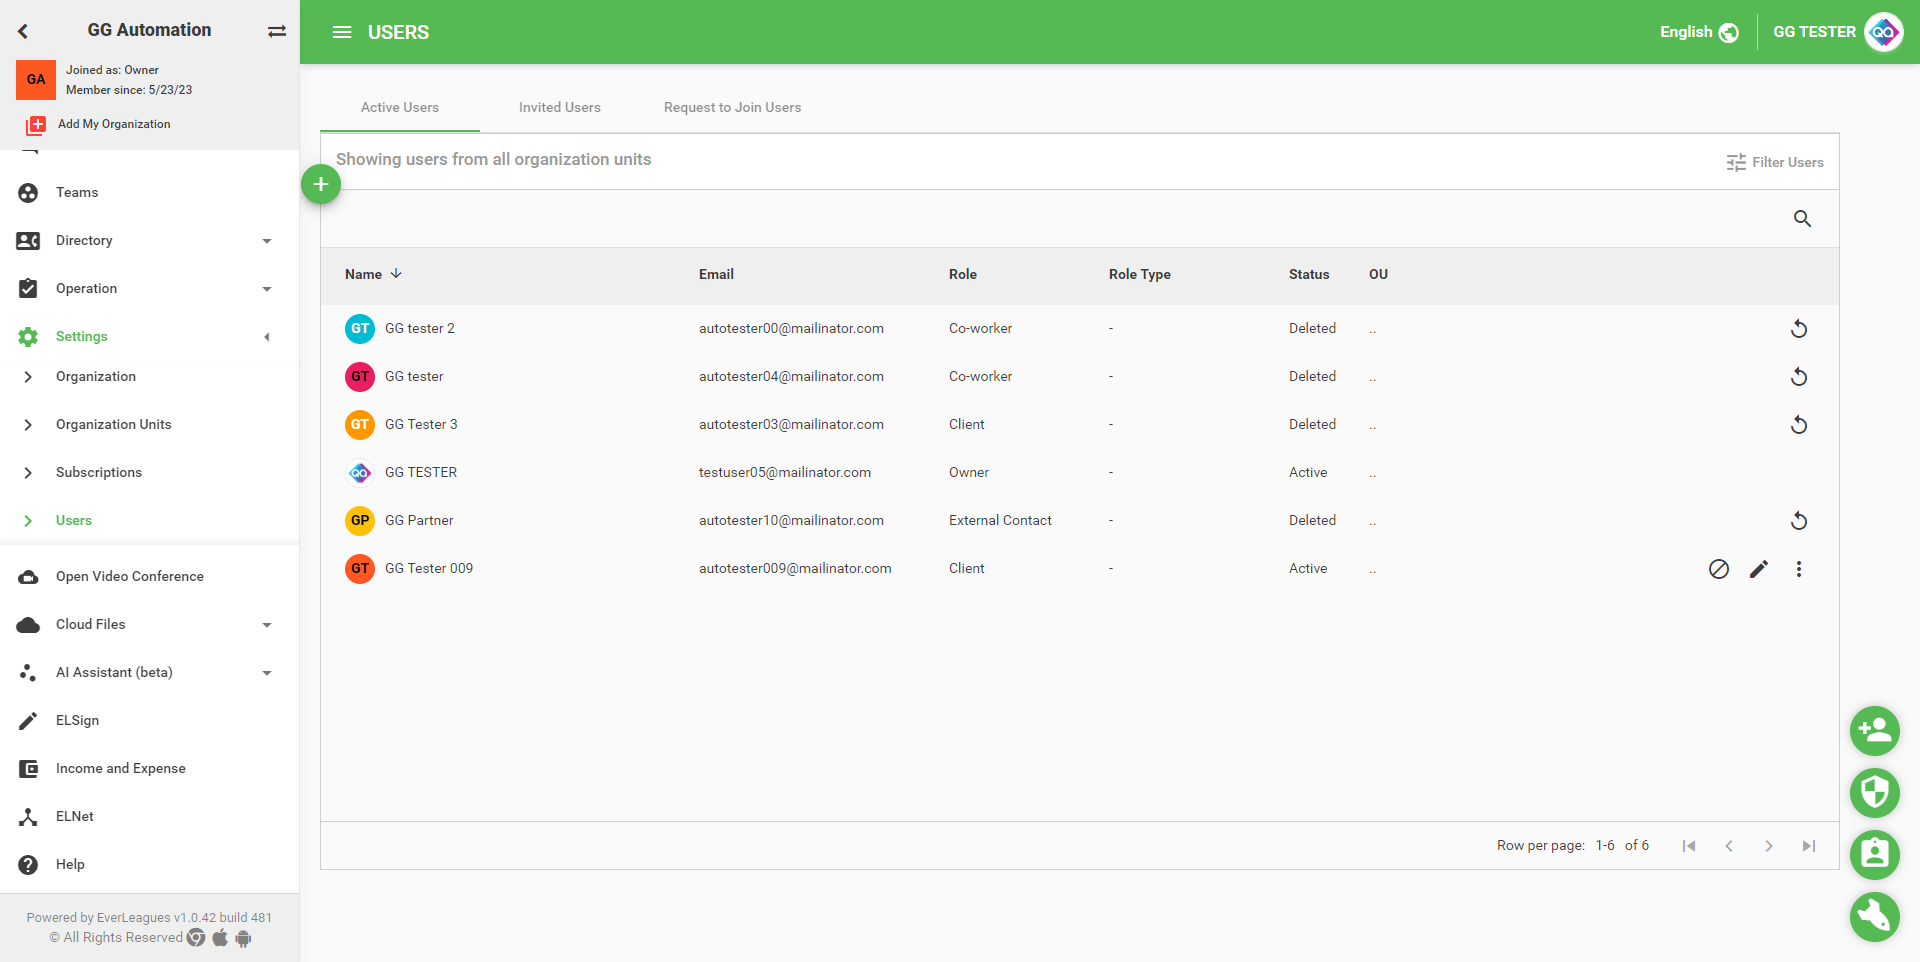 GG Automation
GA
Joined as: Owner
Member since: 5/23/23
Add My Organization
Teams
Directory
Operation
Settings
Organization
Organization Units
Subscriptions
Users
Open Video Conference
Cloud Files
AI Assistant (beta)
ELSign
Income and Expense
ELNet
Help
Powered by EverLeagues v1.0.42 build 481
© All Rights Reserved
USERS
English
GG TESTER
QA
Active Users
Invited Users
Request to Join Users
Showing users from all organization units
Filter Users
Name Email Role Role Type Status OU
GT GG tester 2 autotester00@mailinator.com Co-worker - Deleted ..
GT GG tester autotester04@mailinator.com Co-worker - Deleted ..
GT GG Tester 3 autotester03@mailinator.com Client - Deleted ..
QA GG TESTER testuser05@mailinator.com Owner - Active ..
GP GG Partner autotester10@mailinator.com External Contact - Deleted ..
GT GG Tester 009 autotester009@mailinator.com Client - Active ..
Row per page: 1-6 of 6